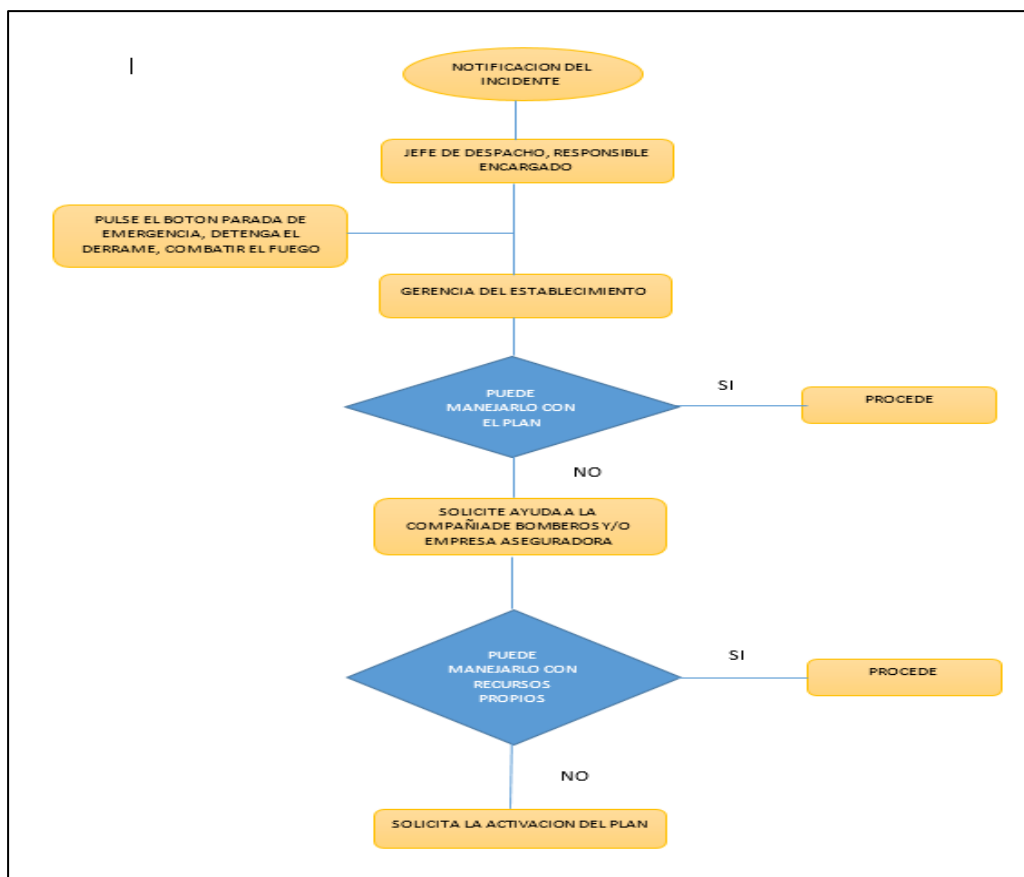 NOTIFICACION DEL
INCIDENTE
JEFE DE DESPACHO, RESPONSIBLE
ENCARGADO
PULSE EL BOTON PARADA DE
EMERGENCIA, DETENGA EL
DERRAME, COMBATIR EL FUEGO
GERENCIA DEL ESTABLECIMIENTO
PUEDE
MANEJARLO CON
EL PLAN
SI
PROCEDE
NO
SOLICITE AYUDA A LA
COMPAÑIADE BOMBEROS Y/O
EMPRESA ASEGURADORA
PUEDE
MANEJARLO CON
RECURSOS
PROPIOS
SI
PROCEDE
NO
SOLICITA LA ACTIVACION DEL PLAN